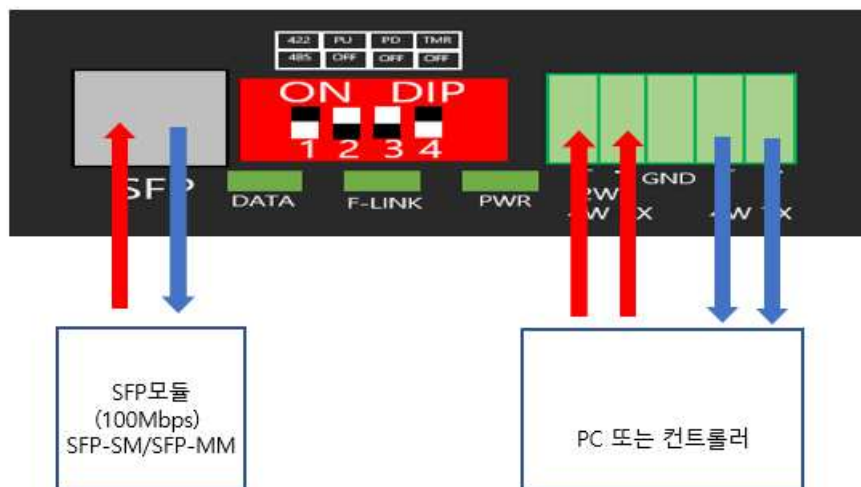 422 PU PD TMR
485 OFF OFF OFF
ON DIP
1 2 3 4
SFP
DATA F-LINK PWR
GND
SFP모듈
(100Mbps)
SFP-SM/SFP-MM
PC 또는 컨트롤러